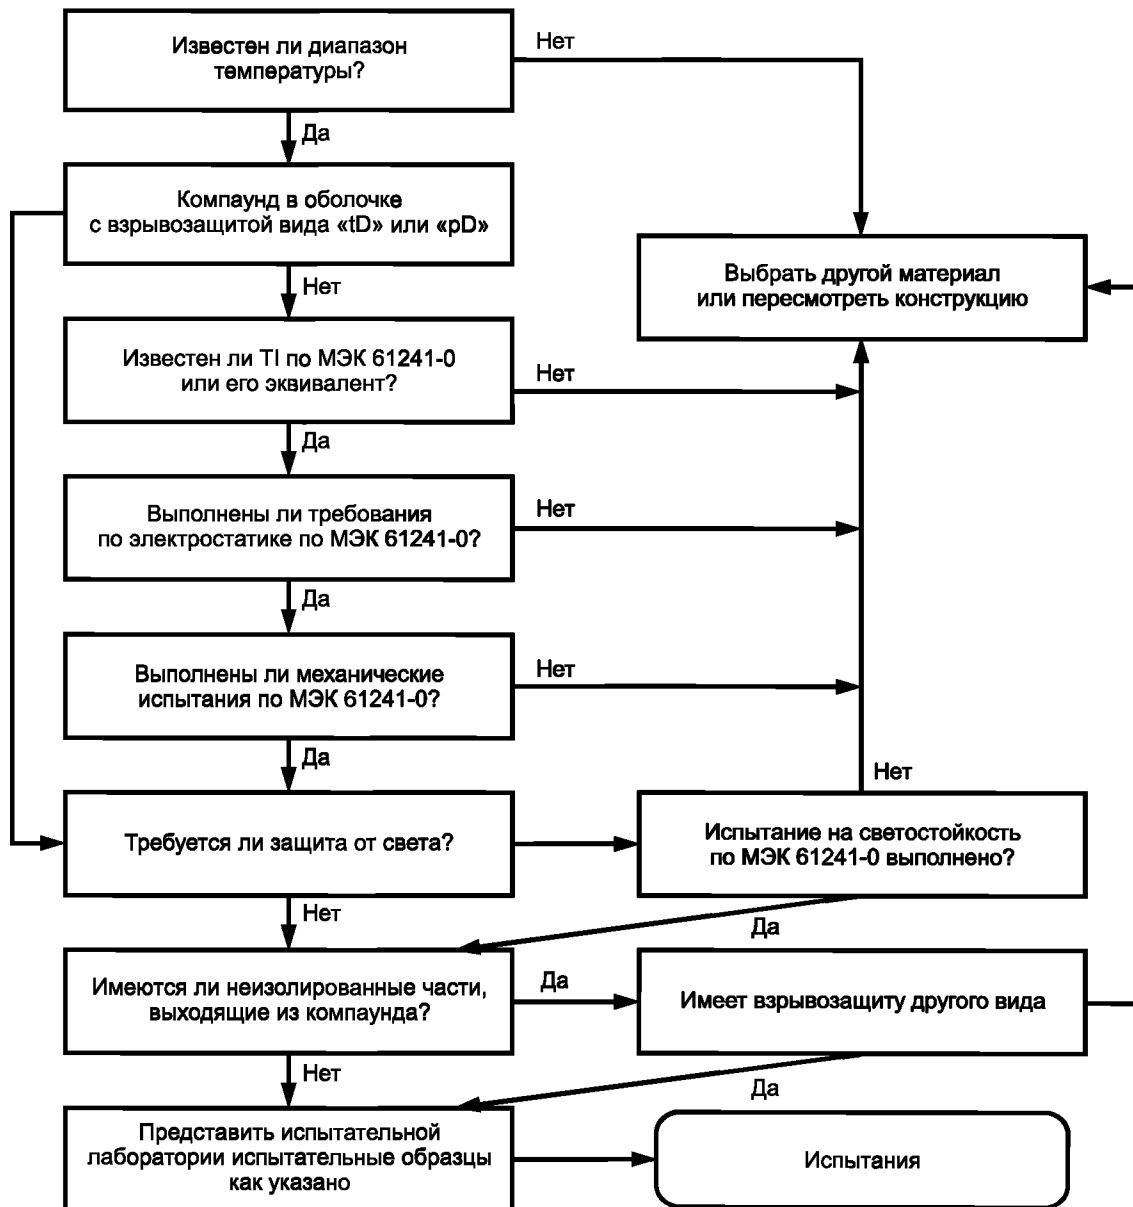 Известен ли диапазон
температуры?
Нет
Да
Компаунд в оболочке
с взрывозащитой вида «tD» или «pD»
Выбрать другой материал
или пересмотреть конструкцию
Нет
Известен ли TI по МЭК 61241-0
или его эквивалент?
Нет
Да
Выполнены ли требования
по электростатике по МЭК 61241-0?
Нет
Да
Выполнены ли механические
испытания по МЭК 61241-0?
Нет
Да
Нет
Требуется ли защита от света?
Испытание на светостойкость
по МЭК 61241-0 выполнено?
Нет
Да
Имеются ли неизолированные части,
выходящие из компаунда?
Да
Имеет взрывозащиту другого вида
Нет
Да
Представить испытательной
лаборатории испытательные образцы
как указано
Испытания